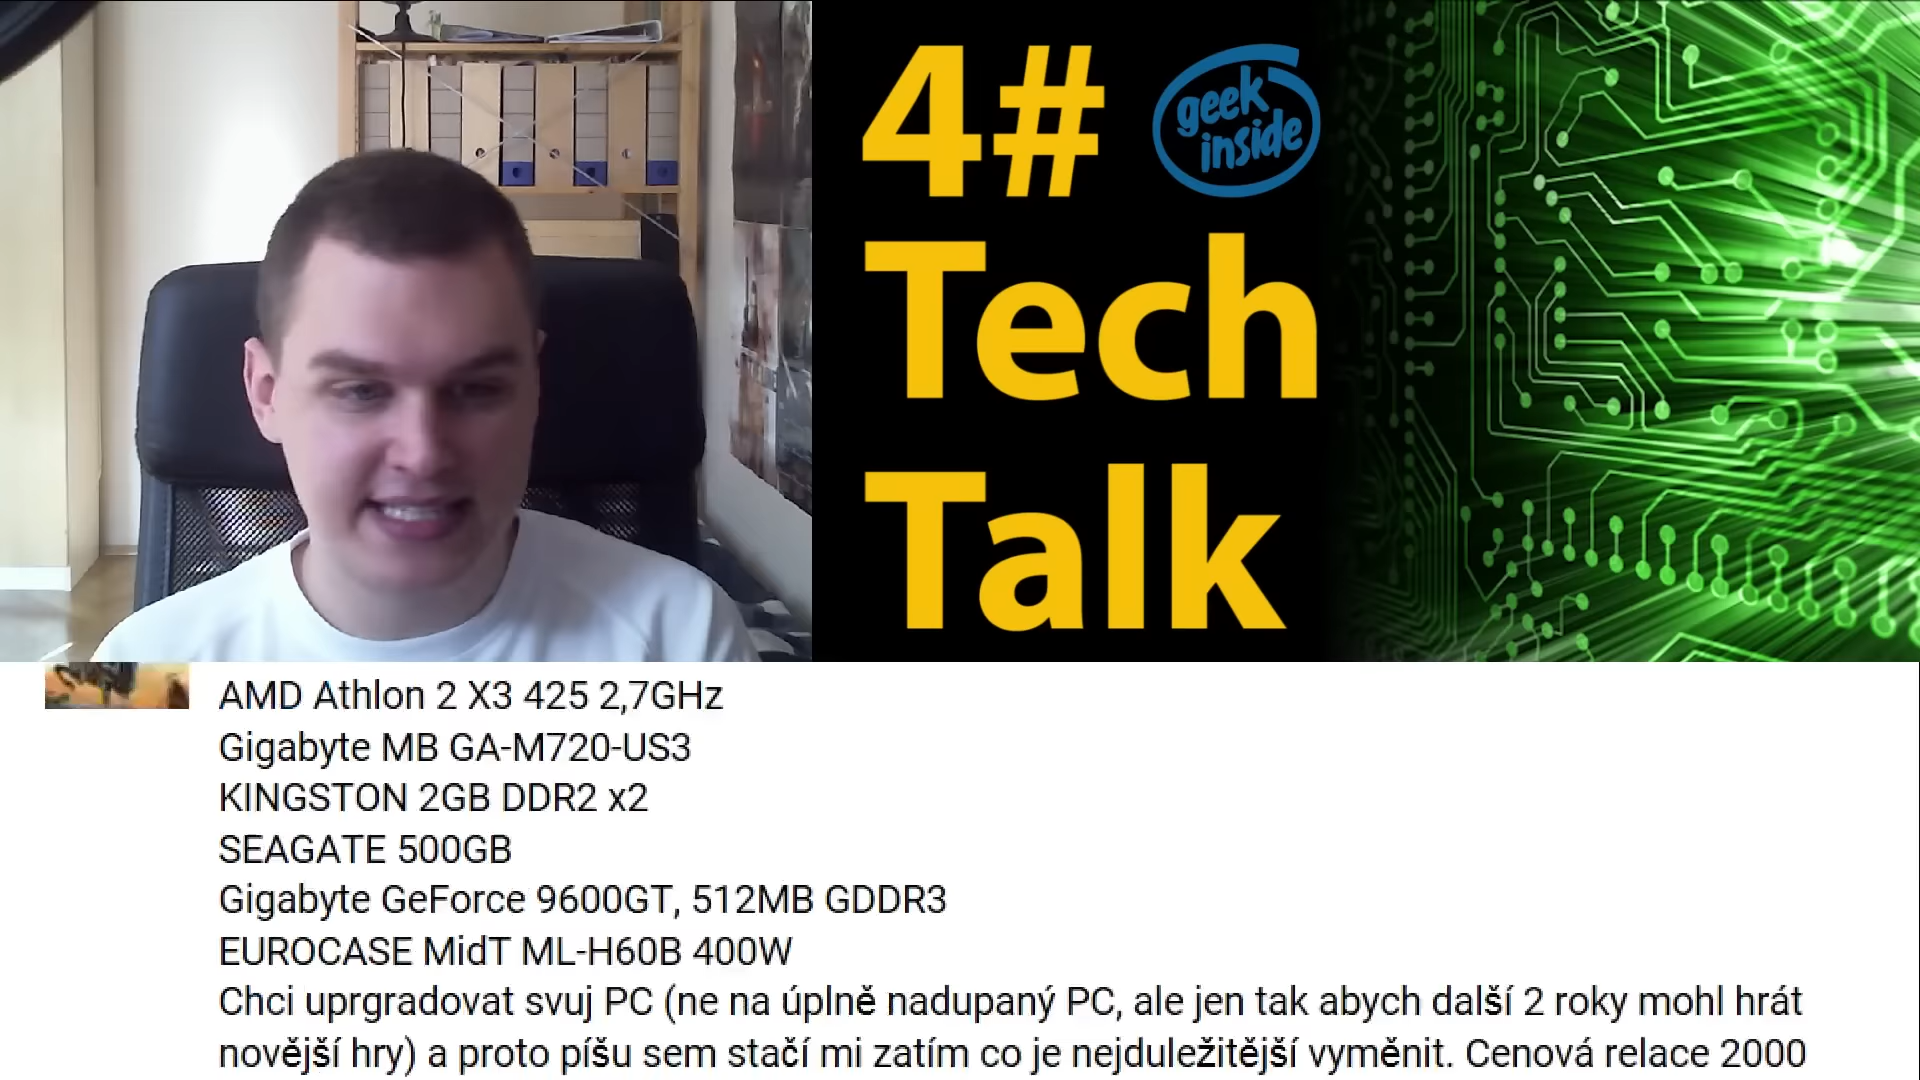 4#
geek
inside
Tech
Talk
AMD Athlon 2 X3 425 2,7GHz
Gigabyte MB GA-M720-US3
KINGSTON 2GB DDR2 x2
SEAGATE 500GB
Gigabyte GeForce 9600GT, 512MB GDDR3
EUROCASE MidT ML-H60B 400W
Chci uprgradovat svuj PC (ne na úplně nadupaný PC, ale jen tak abych další 2 roky mohl hrát
novější hry) a proto píšu sem stačí mi zatím co je nejduležitější vyměnit. Cenová relace 2000